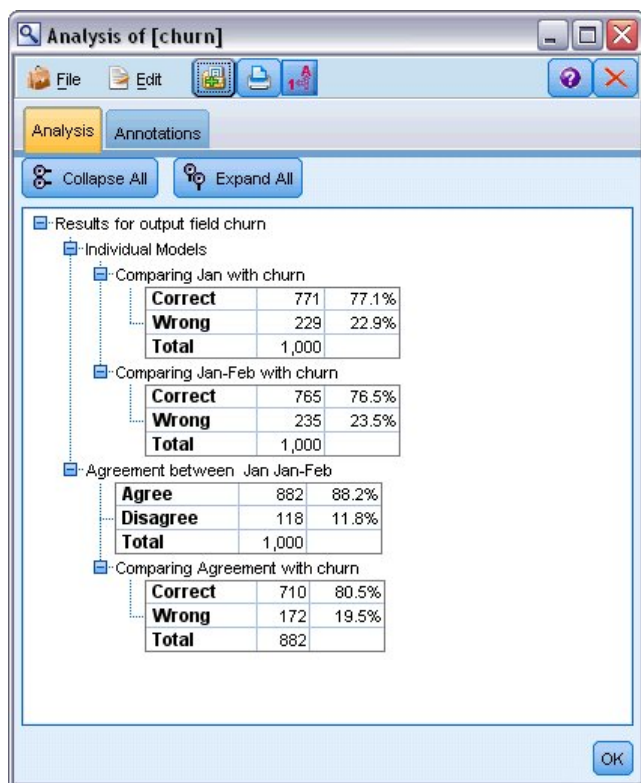 Analysis of [churn]
File Edit
Analysis Annotations
Collapse All Expand All
Results for output field churn
Individual Models
Comparing Jan with churn
Correct 771 77.1%
Wrong 229 22.9%
Total 1,000
Comparing Jan-Feb with churn
Correct 765 76.5%
Wrong 235 23.5%
Total 1,000
Agreement between Jan Jan-Feb
Agree 882 88.2%
Disagree 118 11.8%
Total 1,000
Comparing Agreement with churn
Correct 710 80.5%
Wrong 172 19.5%
Total 882
OK